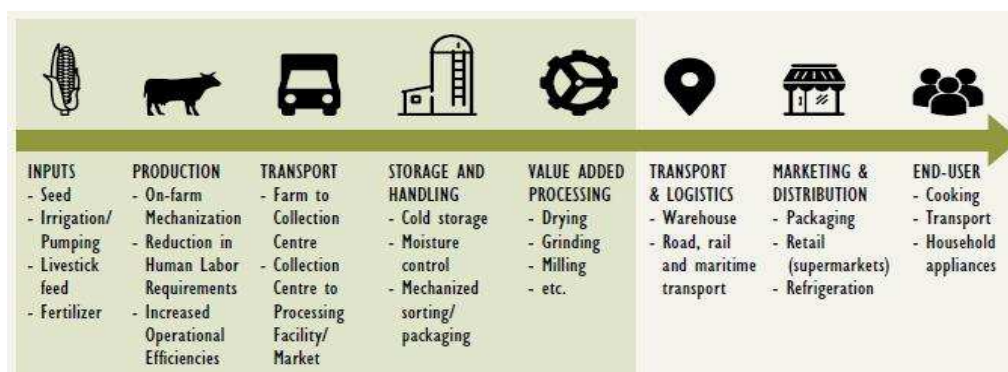 INPUTS
- Seed
- Irrigation/
Pumping
- Livestick
feed
- Fertilizer
PRODUCTION
- On-farm
Mechanization
- Reduction in
Human Labor
Requirements
- Increased
Operational
Efficiencies
TRANSPORT
- Farm to
Collection
Centre
- Collection
Centre to
Processing
Facility/
Market
STORAGE AND
HANDLING
- Cold storage
- Moisture
control
- Mechanized
sorting/
packaging
VALUE ADDED
PROCESSING
- Drying
- Grinding
- Milling
- etc.
TRANSPORT
& LOGISTICS
- Warehouse
- Road, rail
and maritime
transport
MARKETING &
DISTRIBUTION
- Packaging
- Retail
(supermarkets)
- Refrigeration
END-USER
- Cooking
- Transport
- Household
appliances